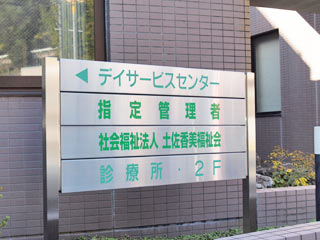 ◀ デイサービスセンター
指定管理者
社会福祉法人 土佐香美福祉会
診療所・2F